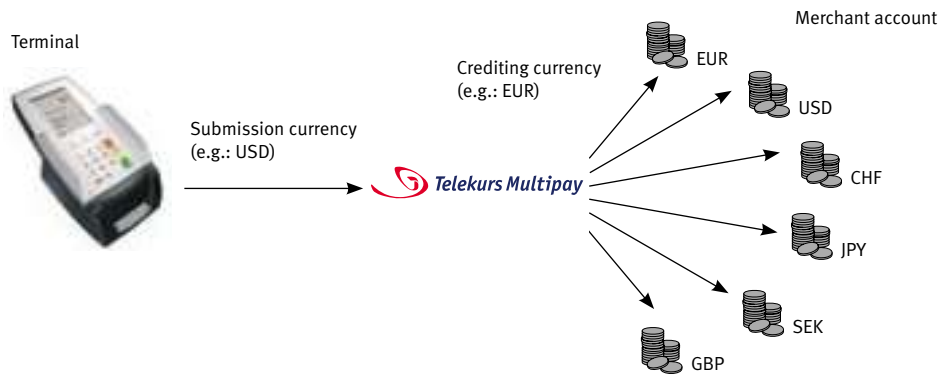 Terminal
Merchant account
Crediting currency
(e.g.: EUR)
EUR
USD
Submission currency
(e.g.: USD)
Telekurs Multipay
CHF
JPY
SEK
GBP